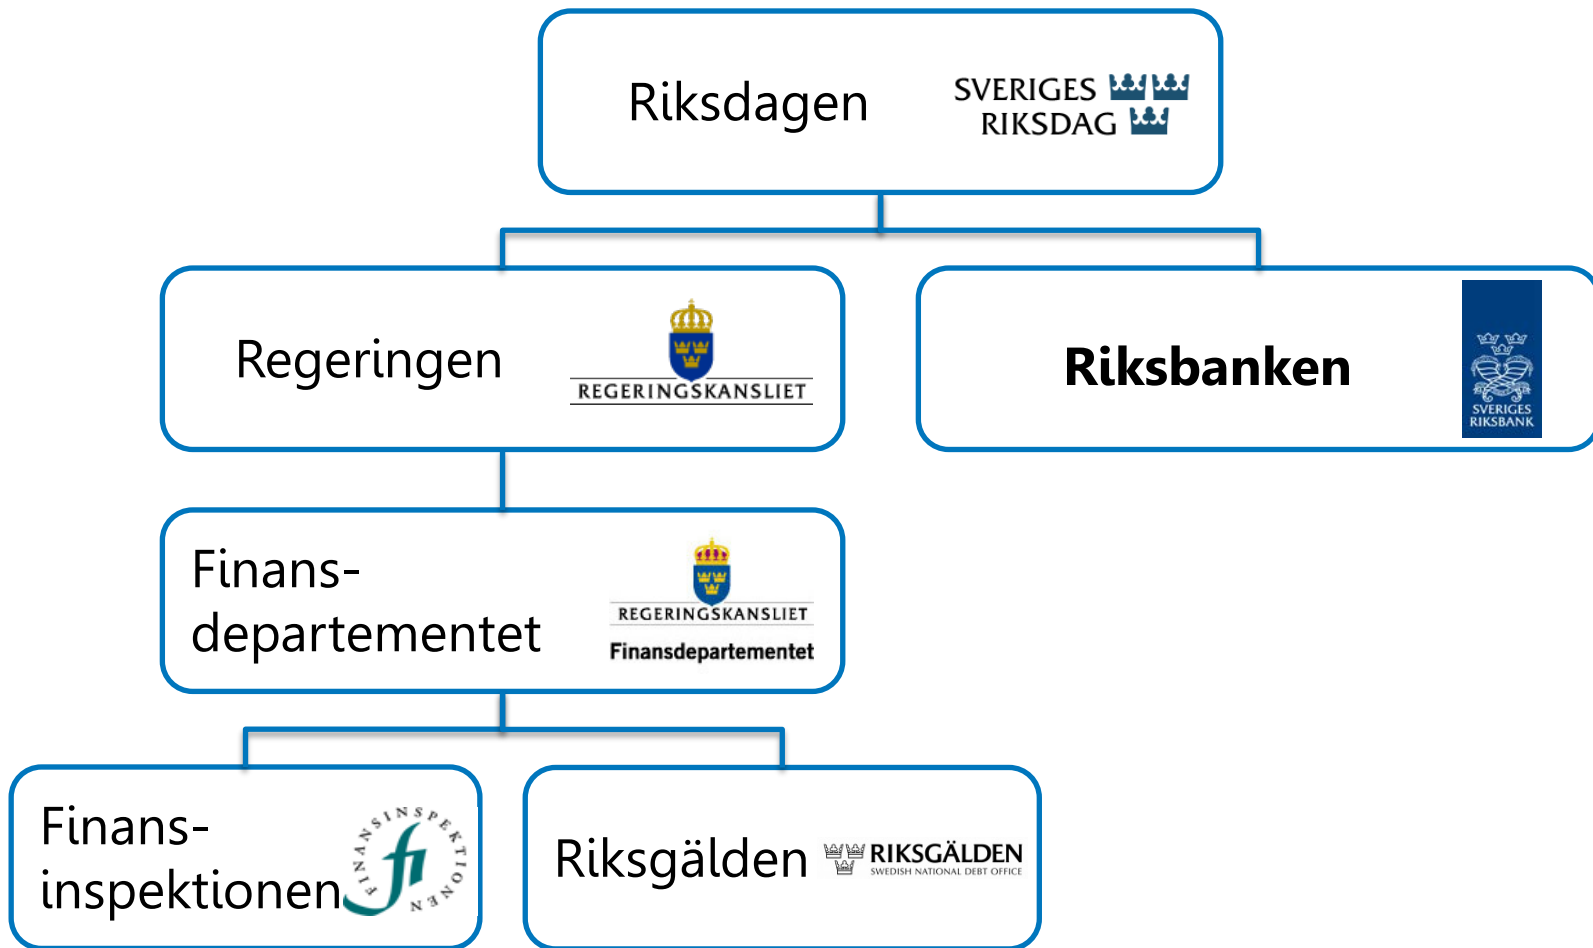 Riksdagen
SVERIGES
RIKSDAG
Regeringen
REGERINGSKANSLIET
Riksbanken
SVERIGES
RIKSBANK
Finans-
departementet
REGERINGSKANSLIET
Finansdepartementet
Finans-
inspektionen
FINANSINSPEKTIONEN
fi
Riksgälden
RIKSGÄLDEN
SWEDISH NATIONAL DEBT OFFICE